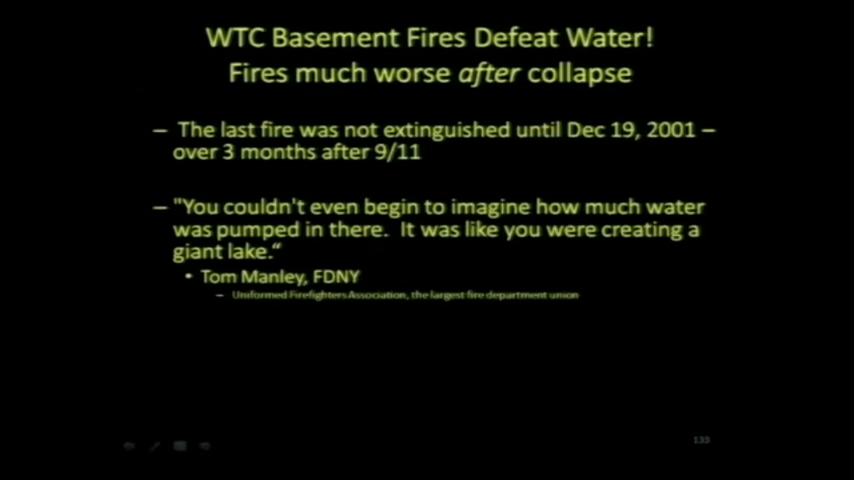 WTC Basement Fires Defeat Water!
Fires much worse after collapse
– The last fire was not extinguished until Dec 19, 2001 –
over 3 months after 9/11
– "You couldn't even begin to imagine how much water
was pumped in there. It was like you were creating a
giant lake.“
• Tom Manley, FDNY
– Uniformed Firefighters Association, the largest fire department union
133